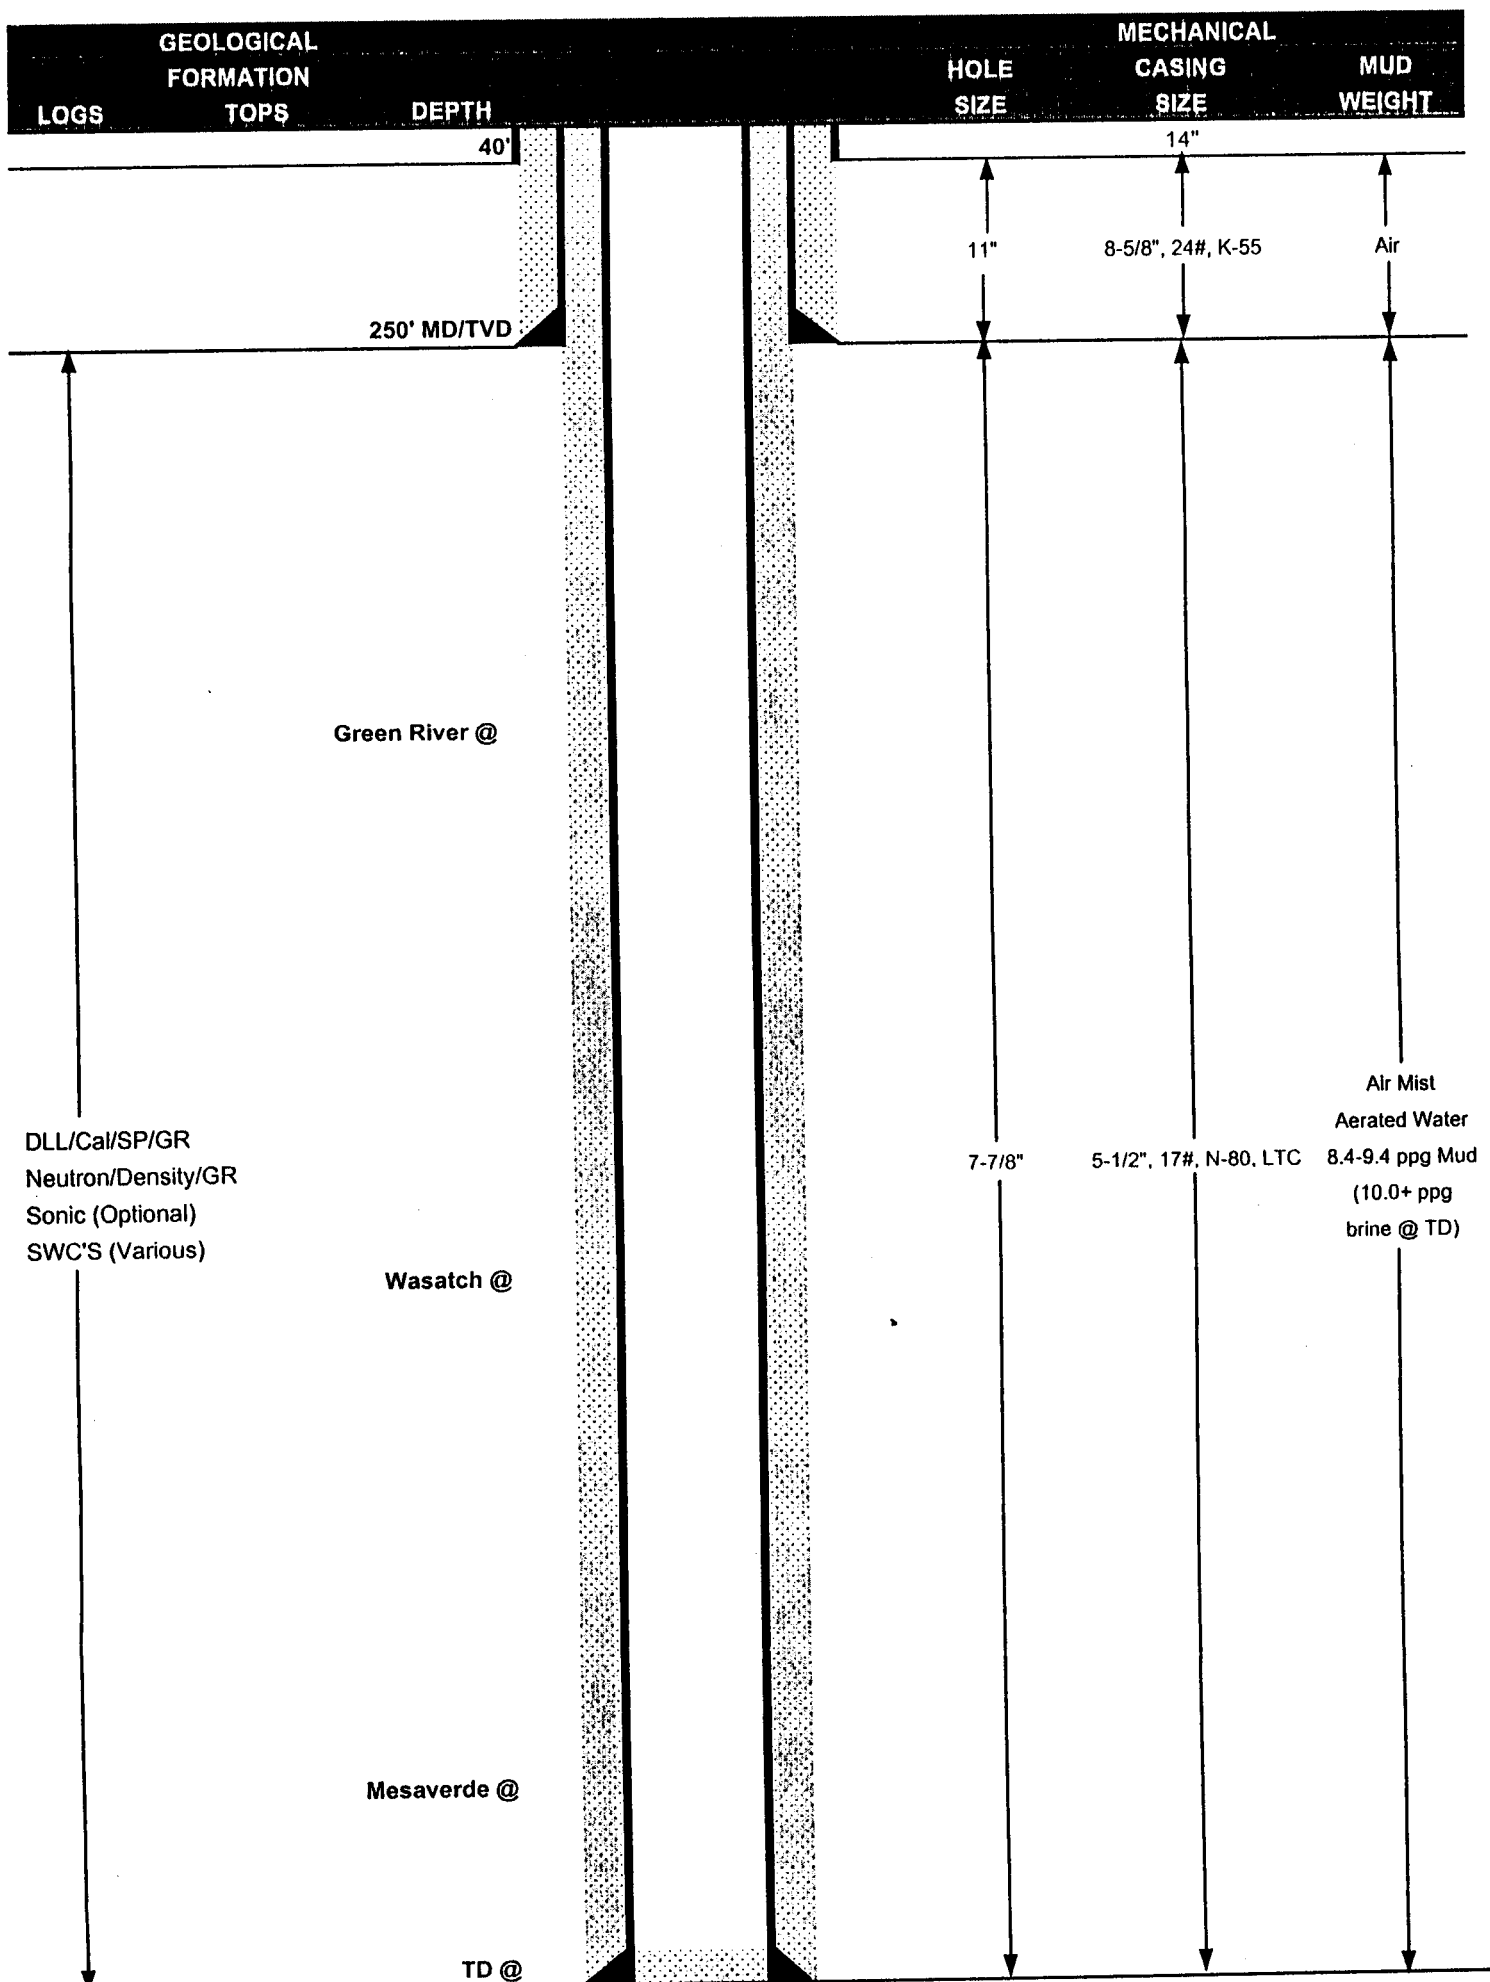 GEOLOGICAL MECHANICAL
FORMATION HOLE CASING MUD
LOGS TOPS DEPTH SIZE SIZE WEIGHT
40' 14"
11" 8-5/8", 24#, K-55 Air
250' MD/TVD
Green River @
Air Mist
Aerated Water
DLL/Cal/SP/GR
7-7/8" 5-1/2", 17#, N-80, LTC 8.4-9.4 ppg Mud
Neutron/Density/GR
(10.0+ ppg
Sonic (Optional)
brine @ TD)
SWC'S (Various)
Wasatch @
Mesaverde @
TD @